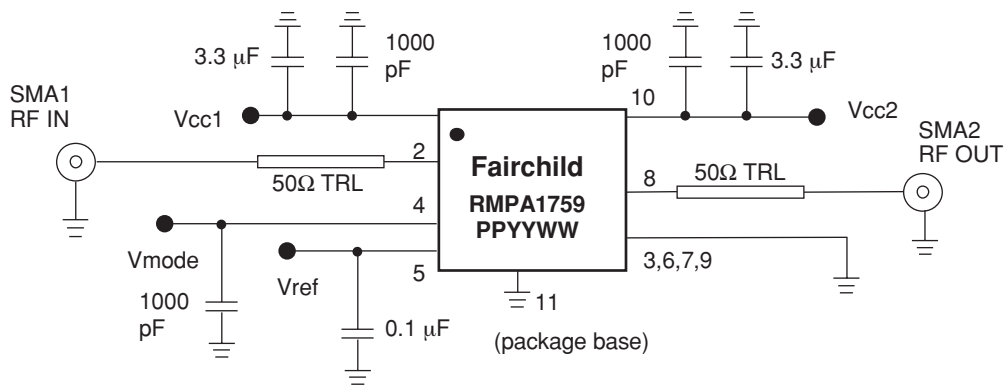 3.3 μF
1000
pF
1000
pF
3.3 μF
SMA1
RF IN
Vcc1
10
Vcc2
SMA2
RF OUT
2
50Ω TRL
Fairchild
RMPA1759
PPYYWW
8
50Ω TRL
4
Vmode
Vref
5
3,6,7,9
11
1000
pF
0.1 μF
(package base)